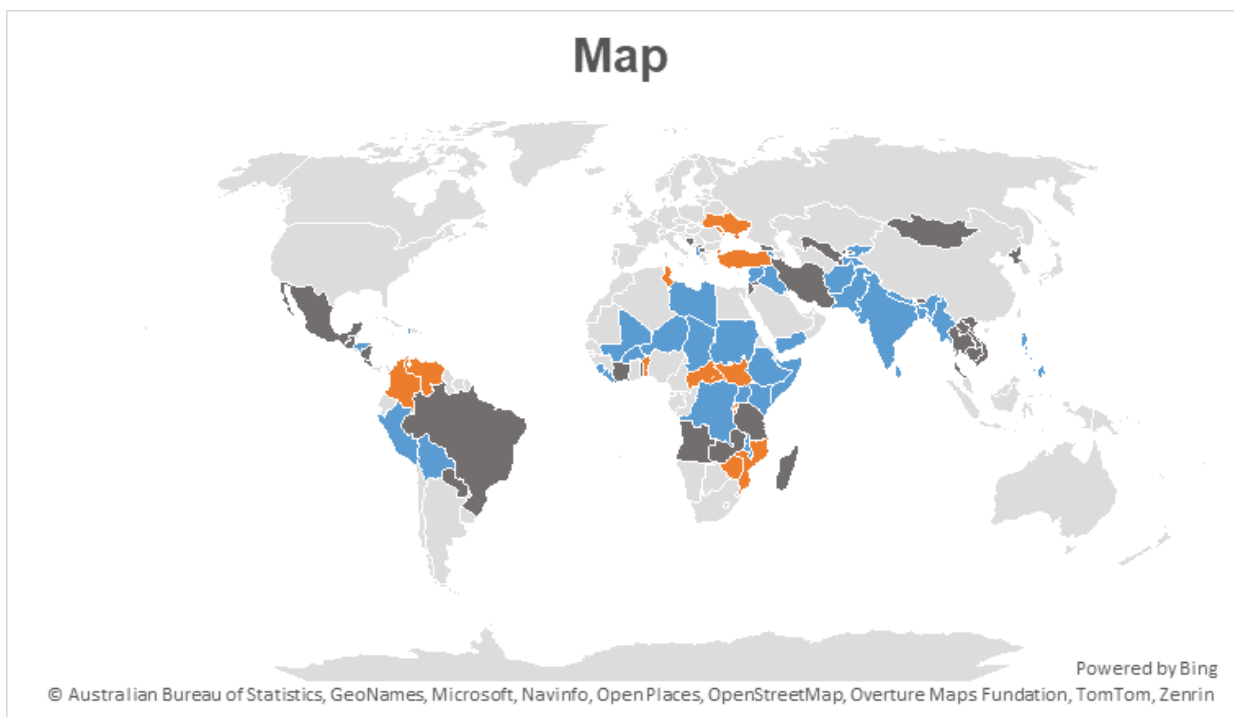 Map
Powered by Bing
© Australian Bureau of Statistics, GeoNames, Microsoft, Navinfo, Open Places, OpenStreetMap, Overture Maps Fundation, TomTom, Zenrin